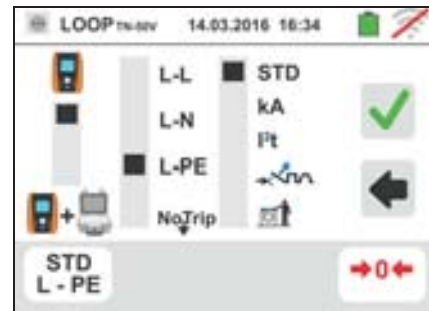 LOOP TN-50V 14.03.2016 16:34
L-L
L-N
L-PE
NoTrip
STD
kA
I²t
STD
L - PE
→0←